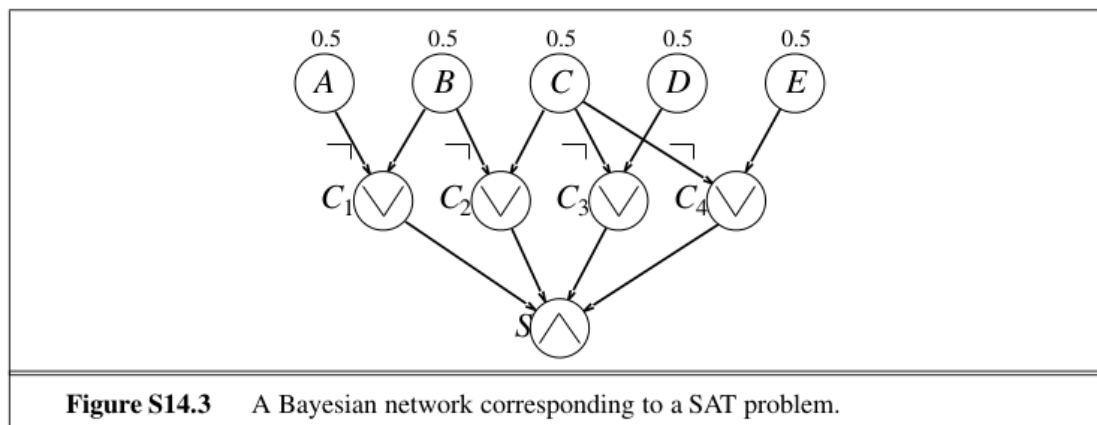 0.5 0.5 0.5 0.5 0.5
A B C D E
¬ ¬ ¬ ¬
C1 C2 C3 C4
S
Figure S14.3 A Bayesian network corresponding to a SAT problem.